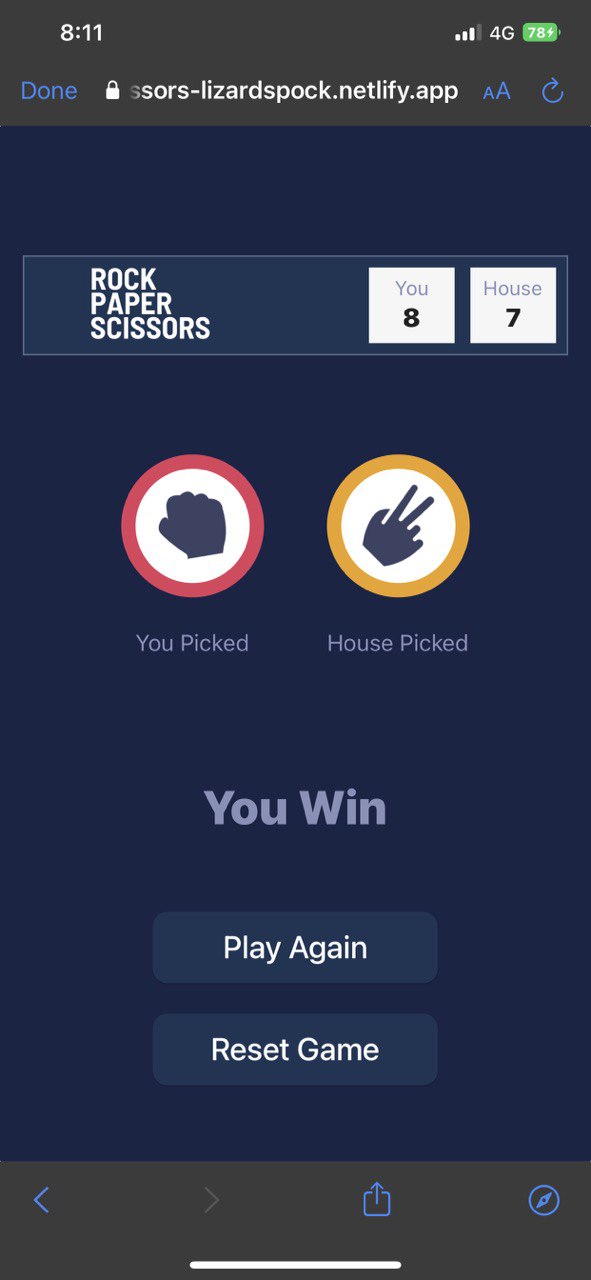 8:11
4G
78
Done
ssors-lizardspock.netlify.app
AA
ROCK
PAPER
SCISSORS
You
8
House
7
You Picked
House Picked
You Win
Play Again
Reset Game